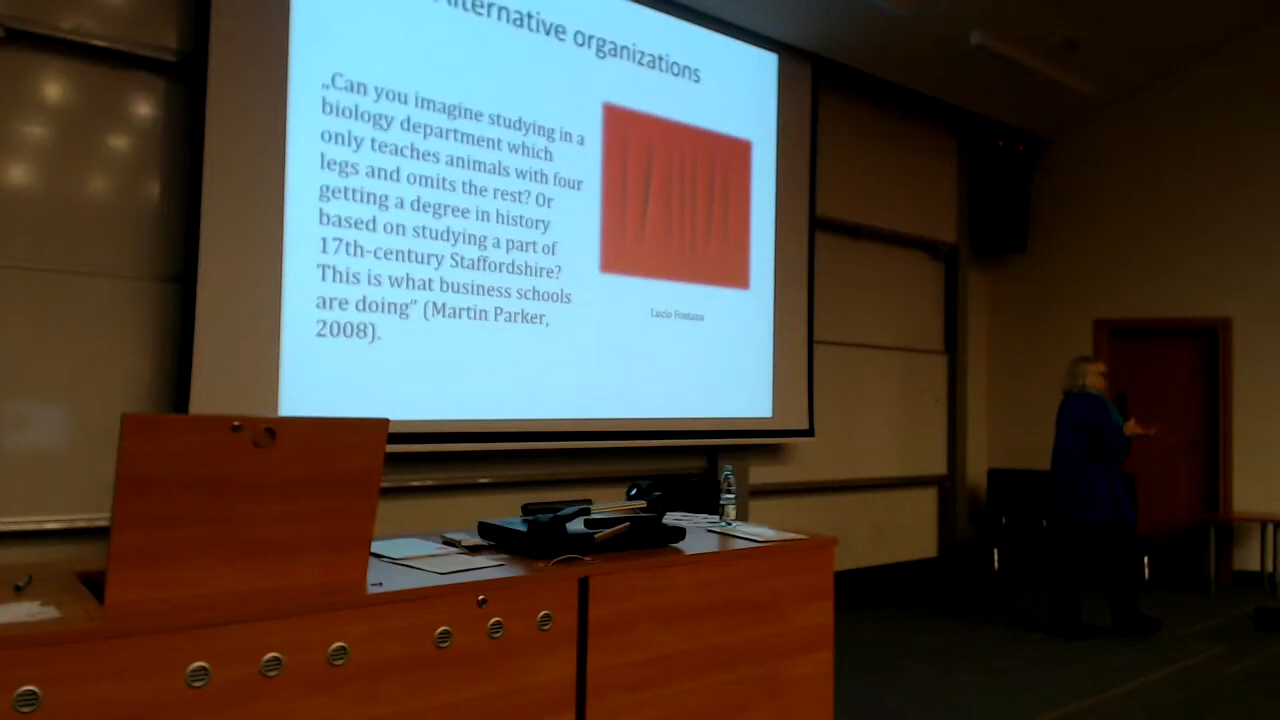 Alternative organizations
„Can you imagine studying in a
biology department which
only teaches animals with four
legs and omits the rest? Or
getting a degree in history
based on studying a part of
17th-century Staffordshire?
This is what business schools
are doing” (Martin Parker,
2008).
Lucio Fontana